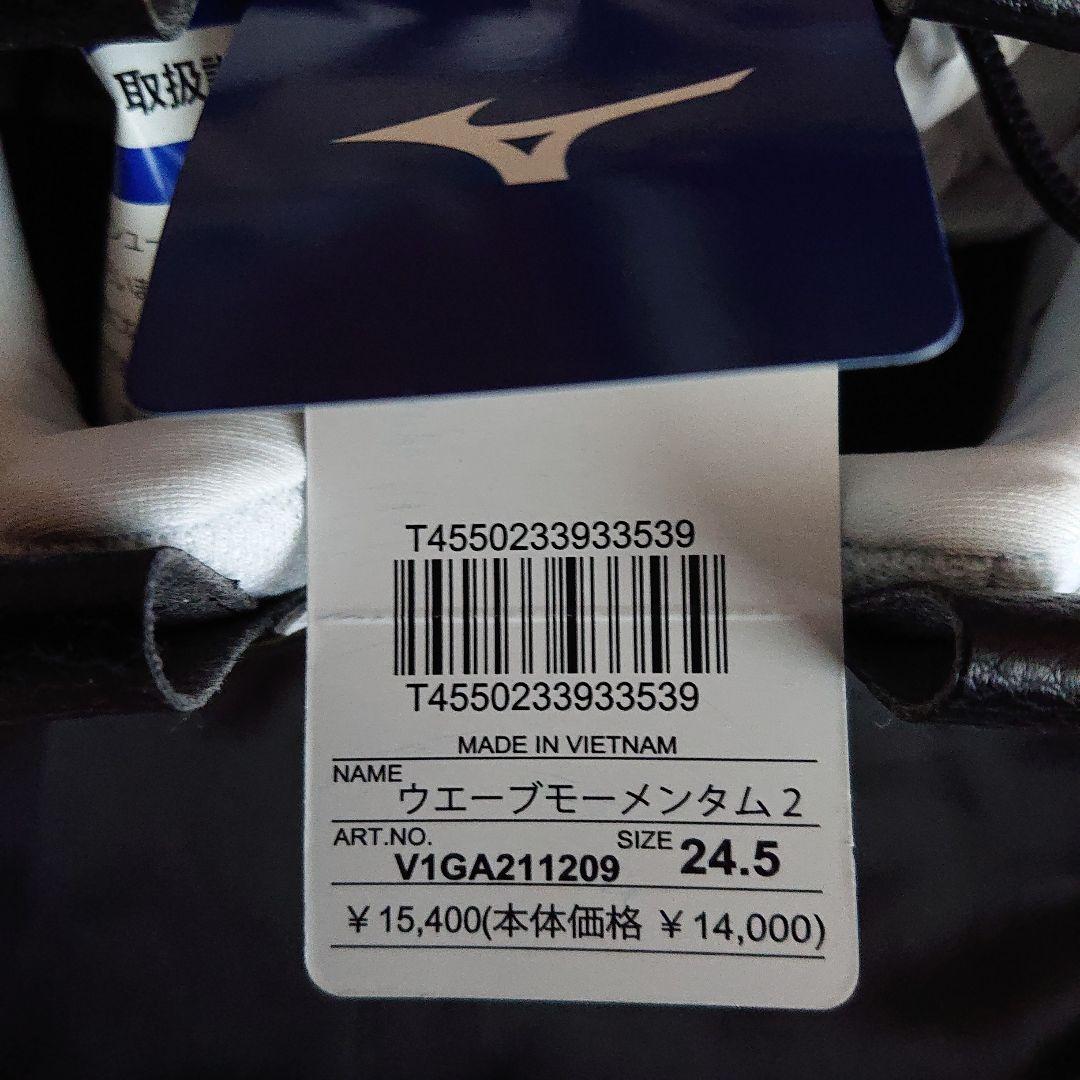 取扱
T4550233933539
T4550233933539
MADE IN VIETNAM
NAME
ウエーブモーメンタム2
ART.NO.
V1GA211209
SIZE
24.5
¥15,400(本体価格 ¥14,000)